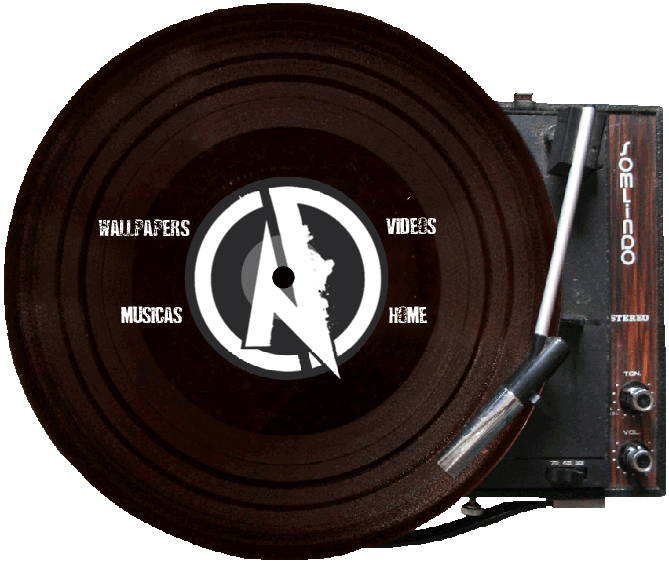 WALLPAPERS
VIDEOS
MUSICAS
HOME
SOMLINDO
STEREO
TON.
VOL.